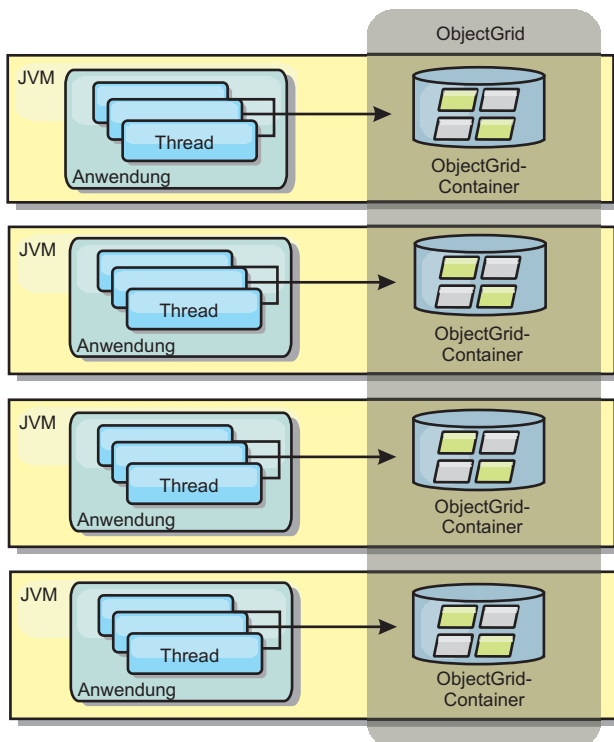 ObjectGrid
JVM
Thread
Anwendung
ObjectGrid-
Container
JVM
Thread
Anwendung
ObjectGrid-
Container
JVM
Thread
Anwendung
ObjectGrid-
Container
JVM
Thread
Anwendung
ObjectGrid-
Container